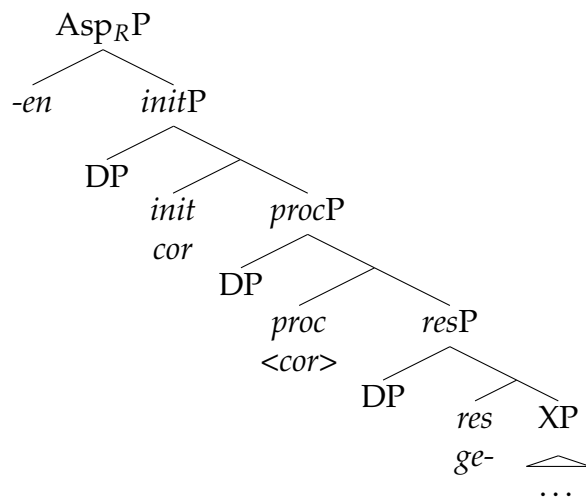 Asp_RP
-en initP
DP
init procP
cor
DP
proc resP
<cor>
DP
res XP
ge-
...